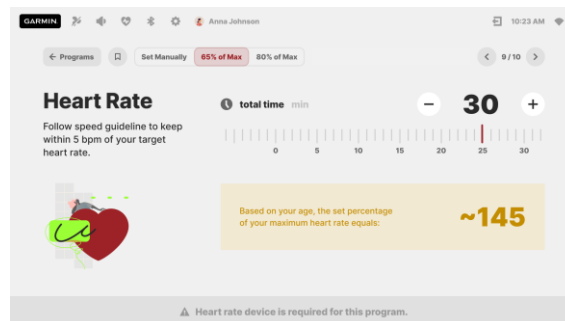 GARMIN
Anna Johnson
10:23 AM
← Programs
Set Manually
65% of Max
80% of Max
< 9/10 >
Heart Rate
Follow speed guideline to keep
within 5 bpm of your target
heart rate.
total time min
− 30 +
0 5 10 15 20 25 30
Based on your age, the set percentage
of your maximum heart rate equals:
~145
Heart rate device is required for this program.